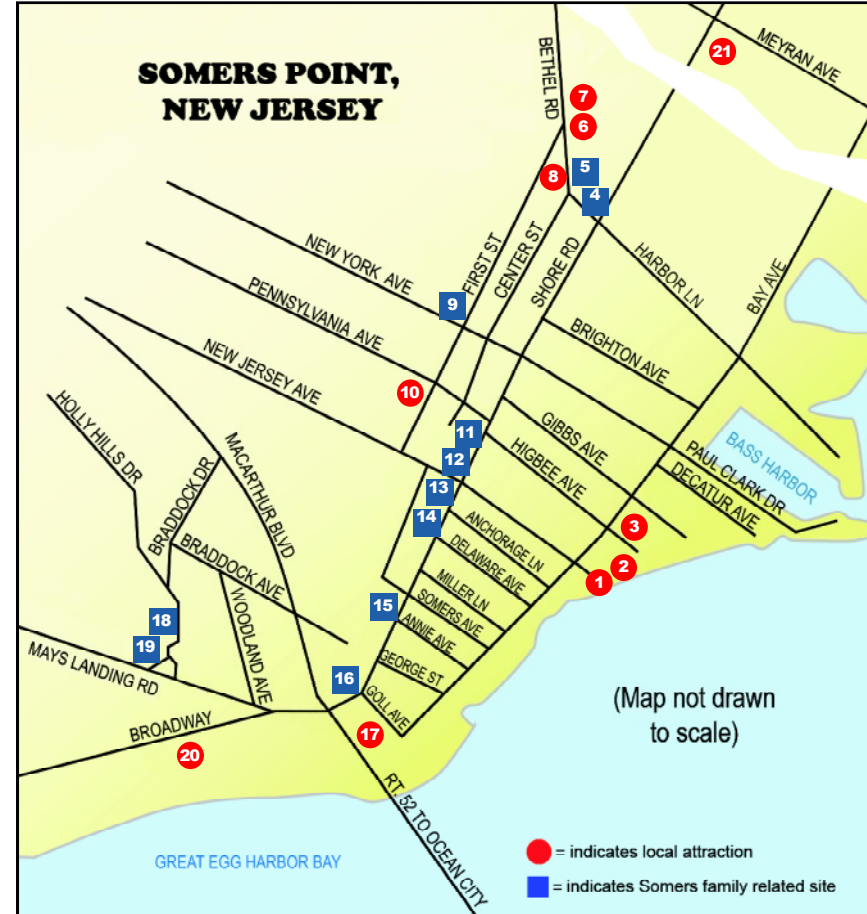 SOMERS POINT,
NEW JERSEY
BETHEL RD
MEYRAN AVE
21
7
6
5
8
4
HARBOR LN
NEW YORK AVE
FIRST ST
CENTER ST
SHORE RD
BAY AVE
9
PENNSYLVANIA AVE
BRIGHTON AVE
NEW JERSEY AVE
10
HOLLY HILLS DR
MACARTHUR BLVD
11
GIBBS AVE
HIGBEE AVE
PAUL CLARK DR
BASS HARBOR
DECATUR AVE
12
13
14
BRADDOCK DR
BRADDOCK AVE
ANCHORAGE LN
DELAWARE AVE
3
2
1
MILLER LN
SOMERS AVE
ANNIE AVE
15
WOODLAND AVE
18
19
MAYS LANDING RD
GEORGE ST
16
GOLL AVE
(Map not drawn
to scale)
BROADWAY
17
20
RT. 52 TO OCEAN CITY
GREAT EGG HARBOR BAY
= indicates local attraction
= indicates Somers family related site